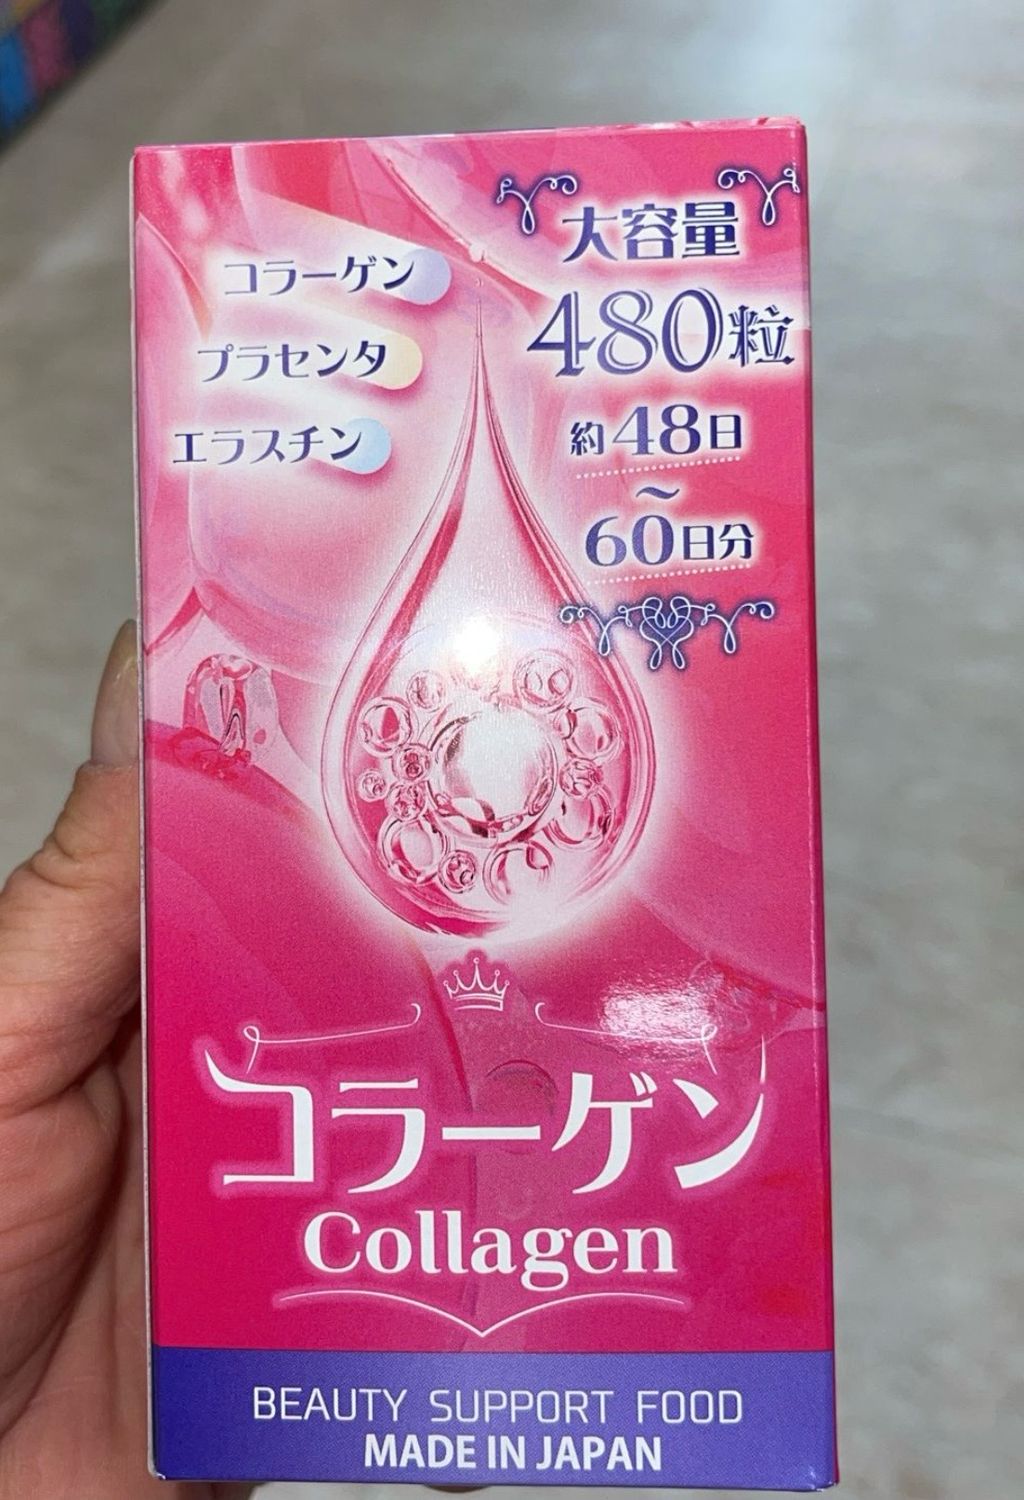 コラーゲン
プラセンタ
エラスチン
大容量
480粒
約48日
~
60日分
コラーゲン
Collagen
BEAUTY SUPPORT FOOD
MADE IN JAPAN